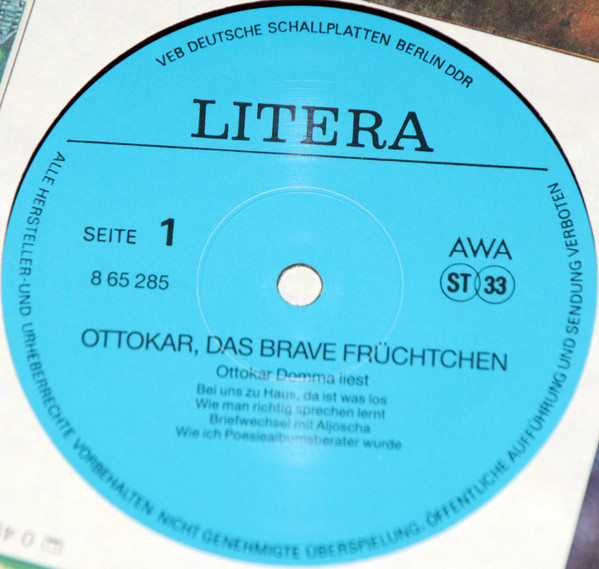 VEB DEUTSCHE SCHALLPLATTEN BERLIN DDR
LITERA
SEITE 1
8 65 285
AWA
ST 33
OTTOKAR, DAS BRAVE FRÜCHTCHEN
Ottokar Domma liest
Bei uns zu Haus, da ist was los
Wie man richtig sprechen lernt
Briefwechsel mit Aljoscha
Wie ich Poesiealbumsberater wurde
ALLE HERSTELLER- UND URHEBERRECHTE VORBEHALTEN NICHT GENEHMIGTE ÜBERSPIELUNG, ÖFFENTLICHE AUFFÜHRUNG UND SENDUNG VERBOTEN